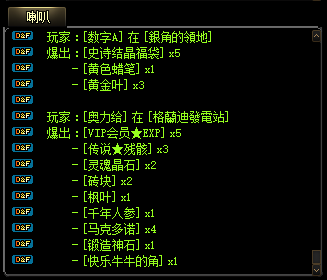 喇叭
D&F 玩家：[数字A] 在 [銀角の領地]
D&F 爆出：[史诗结晶福袋] x5
D&F - [黄色蜡笔] x1
D&F - [黄金叶] x3
D&F
D&F 玩家：[奥力给] 在 [格蘭迪發電站]
D&F 爆出：[VIP会员★EXP] x5
D&F - [传说★残骸] x3
D&F - [灵魂晶石] x2
D&F - [砖块] x2
D&F - [枫叶] x1
D&F - [千年人参] x1
D&F - [马克多诺] x4
D&F - [锻造神石] x1
D&F - [快乐牛牛的角] x1